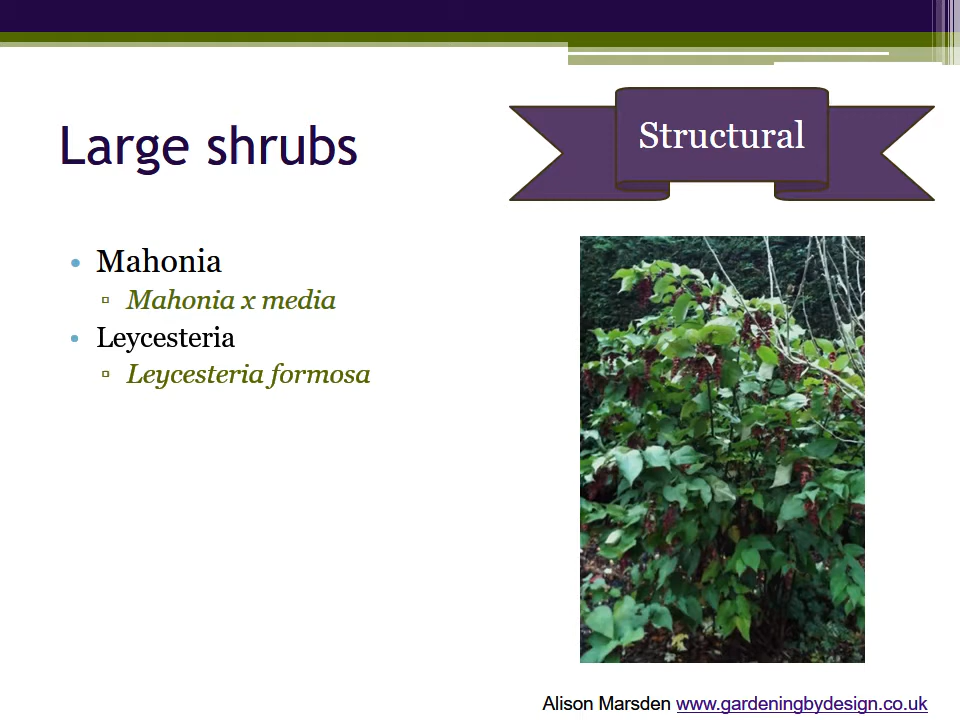 Large shrubs
Structural
• Mahonia
▫ Mahonia x media
• Leycesteria
▫ Leycesteria formosa
Alison Marsden www.gardeningbydesign.co.uk